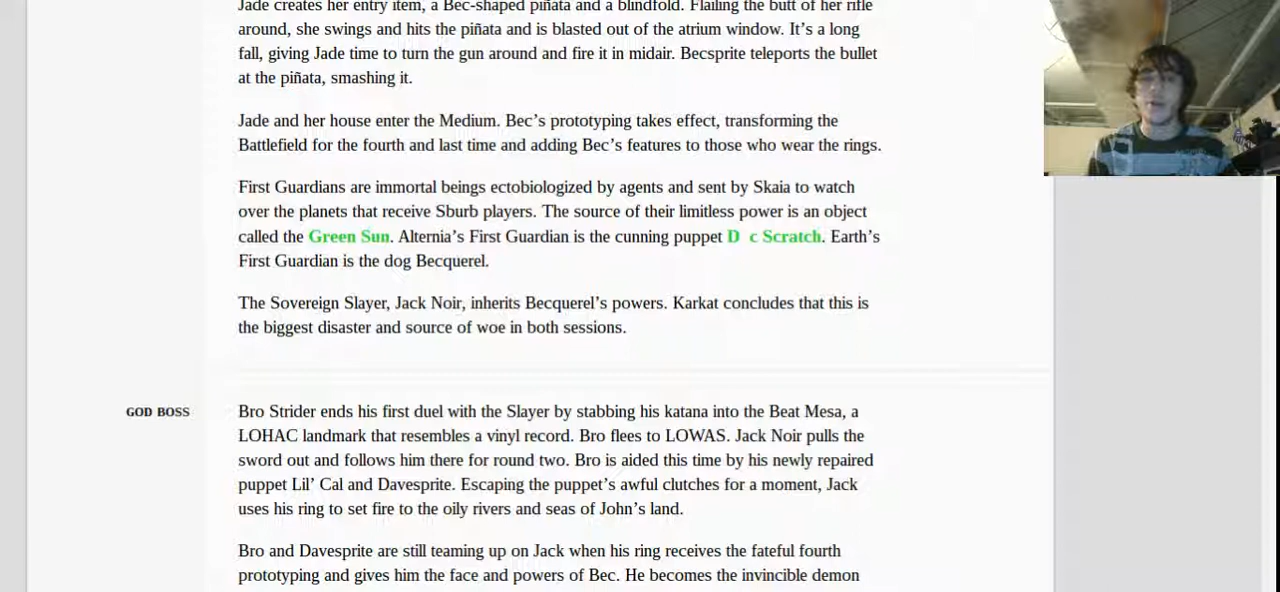 Jade creates her entry item, a Bec-shaped piñata and a blindfold. Flailing the butt of her rifle
around, she swings and hits the piñata and is blasted out of the atrium window. It’s a long
fall, giving Jade time to turn the gun around and fire it in midair. Becsprite teleports the bullet
at the piñata, smashing it.
Jade and her house enter the Medium. Bec’s prototyping takes effect, transforming the
Battlefield for the fourth and last time and adding Bec’s features to those who wear the rings.
First Guardians are immortal beings ectobiologized by agents and sent by Skaia to watch
over the planets that receive Sburb players. The source of their limitless power is an object
called the Green Sun. Alternia’s First Guardian is the cunning puppet D c Scratch. Earth’s
First Guardian is the dog Becquerel.
The Sovereign Slayer, Jack Noir, inherits Becquerel’s powers. Karkat concludes that this is
the biggest disaster and source of woe in both sessions.
GOD BOSS
Bro Strider ends his first duel with the Slayer by stabbing his katana into the Beat Mesa, a
LOHAC landmark that resembles a vinyl record. Bro flees to LOWAS. Jack Noir pulls the
sword out and follows him there for round two. Bro is aided this time by his newly repaired
puppet Lil’ Cal and Davesprite. Escaping the puppet’s awful clutches for a moment, Jack
uses his ring to set fire to the oily rivers and seas of John’s land.
Bro and Davesprite are still teaming up on Jack when his ring receives the fateful fourth
prototyping and gives him the face and powers of Bec. He becomes the invincible demon